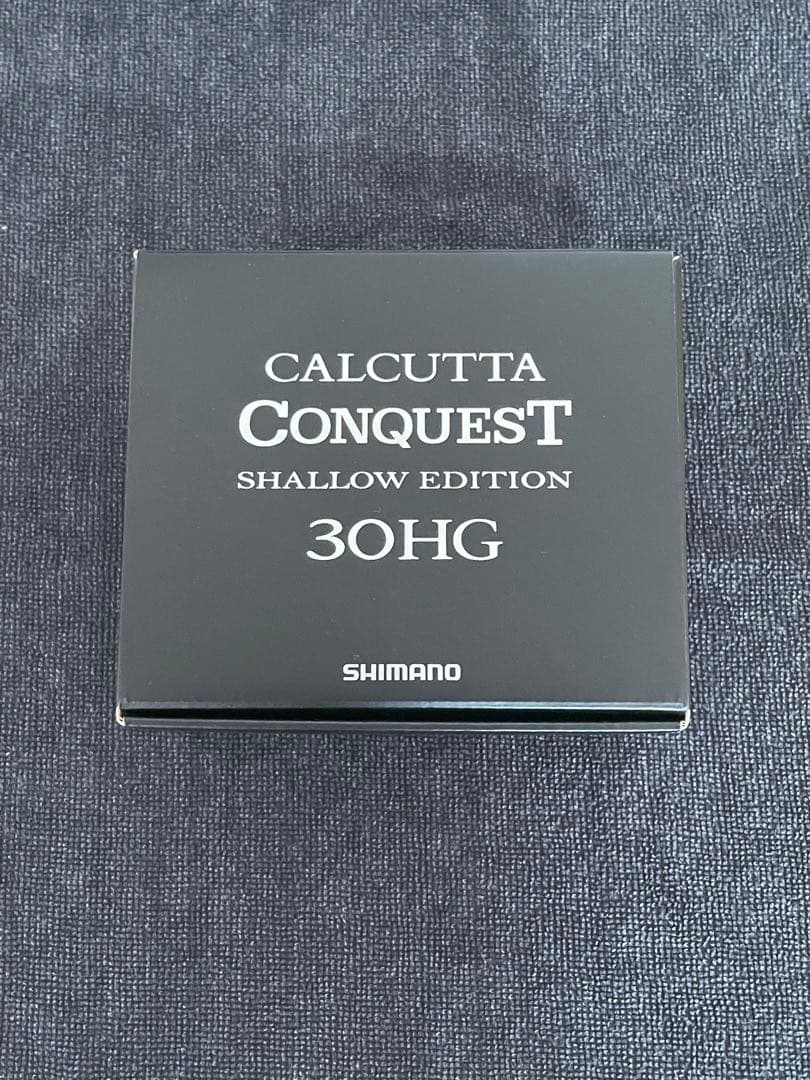 CALCUTTA
CONQUEST
SHALLOW EDITION
30HG
SHIMANO